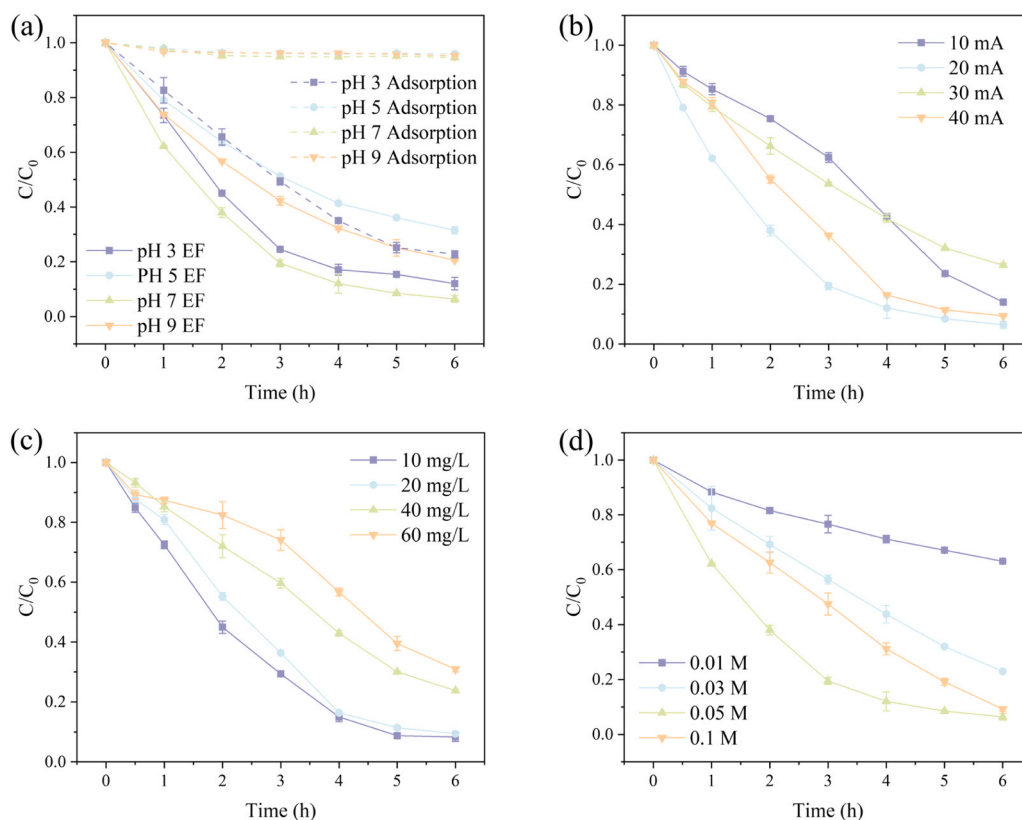 (a)
1.0
0.8
0.6
0.4
0.2
0.0
C/C₀
pH 3 Adsorption
pH 5 Adsorption
pH 7 Adsorption
pH 9 Adsorption
pH 3 EF
PH 5 EF
pH 7 EF
pH 9 EF
0 1 2 3 4 5 6
Time (h)
(b)
1.0
0.8
0.6
0.4
0.2
0.0
C/C₀
10 mA
20 mA
30 mA
40 mA
0 1 2 3 4 5 6
Time (h)
(c)
1.0
0.8
0.6
0.4
0.2
0.0
C/C₀
10 mg/L
20 mg/L
40 mg/L
60 mg/L
0 1 2 3 4 5 6
Time (h)
(d)
1.0
0.8
0.6
0.4
0.2
0.0
C/C₀
0.01 M
0.03 M
0.05 M
0.1 M
0 1 2 3 4 5 6
Time (h)